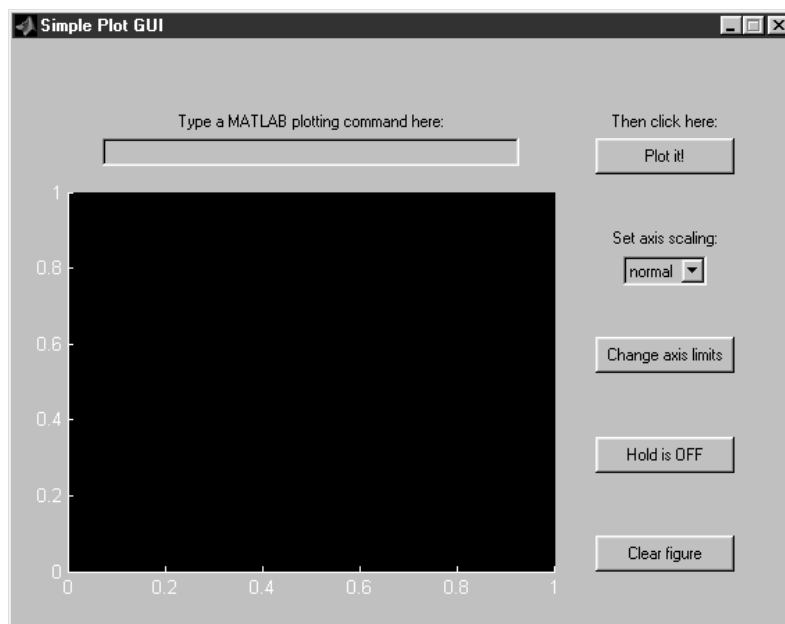 Simple Plot GUI
Type a MATLAB plotting command here:
Then click here:
Plot it!
1
0.8
0.6
0.4
0.2
0
0 0.2 0.4 0.6 0.8 1
Set axis scaling:
normal
Change axis limits
Hold is OFF
Clear figure